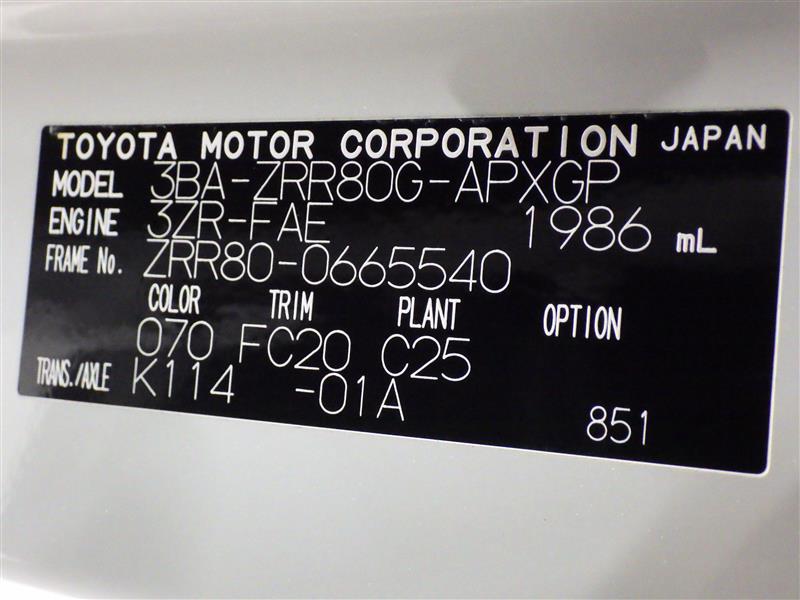 TOYOTA MOTOR CORPORATION JAPAN
MODEL 3BA-ZRR80G-APXGP
ENGINE 3ZR-FAE 1986 mL
FRAME No. ZRR80-0665540
COLOR TRIM PLANT OPTION
070 FC20 C25
TRANS./AXLE K114 -01A
851